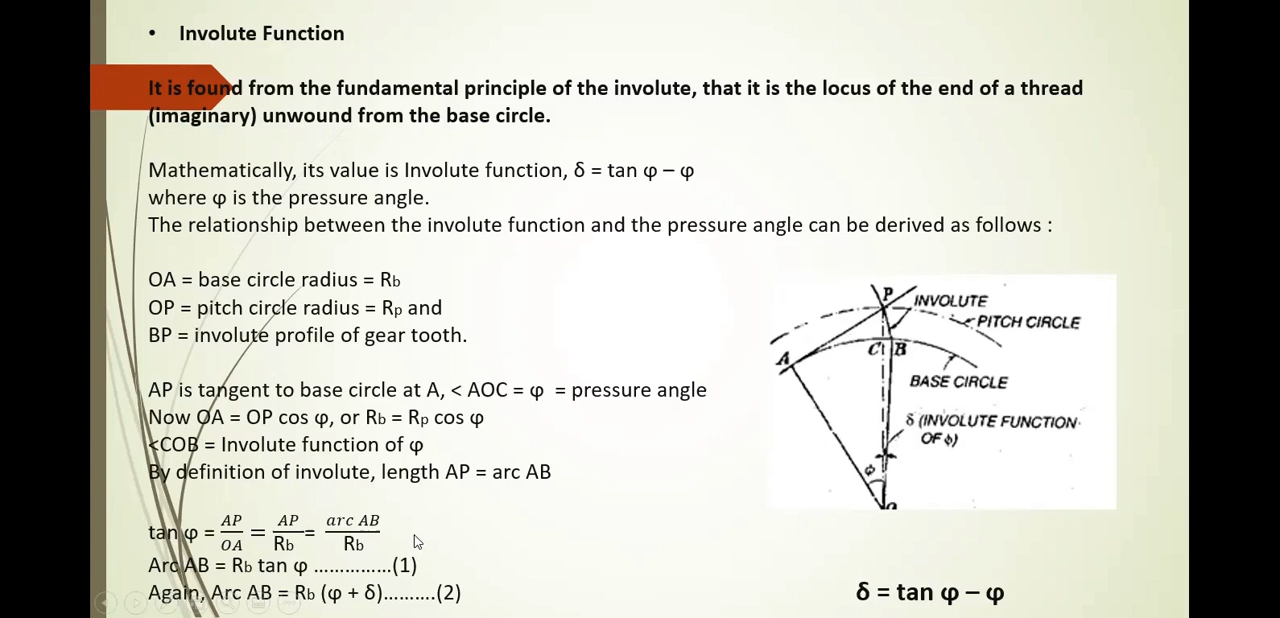 • Involute Function
It is found from the fundamental principle of the involute, that it is the locus of the end of a thread
(imaginary) unwound from the base circle.
Mathematically, its value is Involute function, δ = tan φ – φ
where φ is the pressure angle.
The relationship between the involute function and the pressure angle can be derived as follows :
OA = base circle radius = Rb
OP = pitch circle radius = Rp and
BP = involute profile of gear tooth.
AP is tangent to base circle at A, < AOC = φ = pressure angle
Now OA = OP cos φ, or Rb = Rp cos φ
<COB = Involute function of φ
By definition of involute, length AP = arc AB
tan φ = AP/OA = AP/Rb = arc AB/Rb
Arc AB = Rb tan φ ...............(1)
Again, Arc AB = Rb (φ + δ)..........(2)
P
INVOLUTE
PITCH CIRCLE
A
C B
BASE CIRCLE
δ (INVOLUTE FUNCTION
OF φ)
φ
O
δ = tan φ – φ